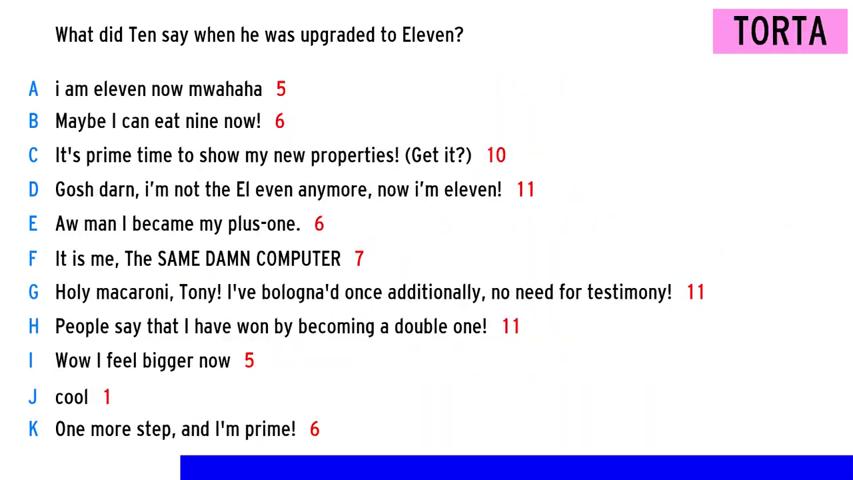 What did Ten say when he was upgraded to Eleven?
TORTA
A i am eleven now mwahaha 5
B Maybe I can eat nine now! 6
C It's prime time to show my new properties! (Get it?) 10
D Gosh darn, i'm not the El even anymore, now i'm eleven! 11
E Aw man I became my plus-one. 6
F It is me, The SAME DAMN COMPUTER 7
G Holy macaroni, Tony! I've bologna'd once additionally, no need for testimony! 11
H People say that I have won by becoming a double one! 11
I Wow I feel bigger now 5
J cool 1
K One more step, and I'm prime! 6